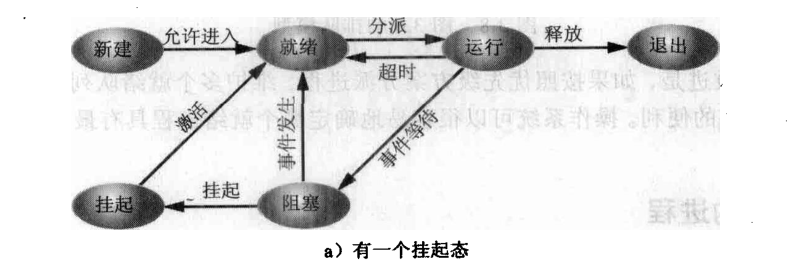 允许进入
分派
新建
就绪
运行
释放
退出
超时
激活
事件发生
事件等待
挂起
挂起
阻塞
a）有一个挂起态